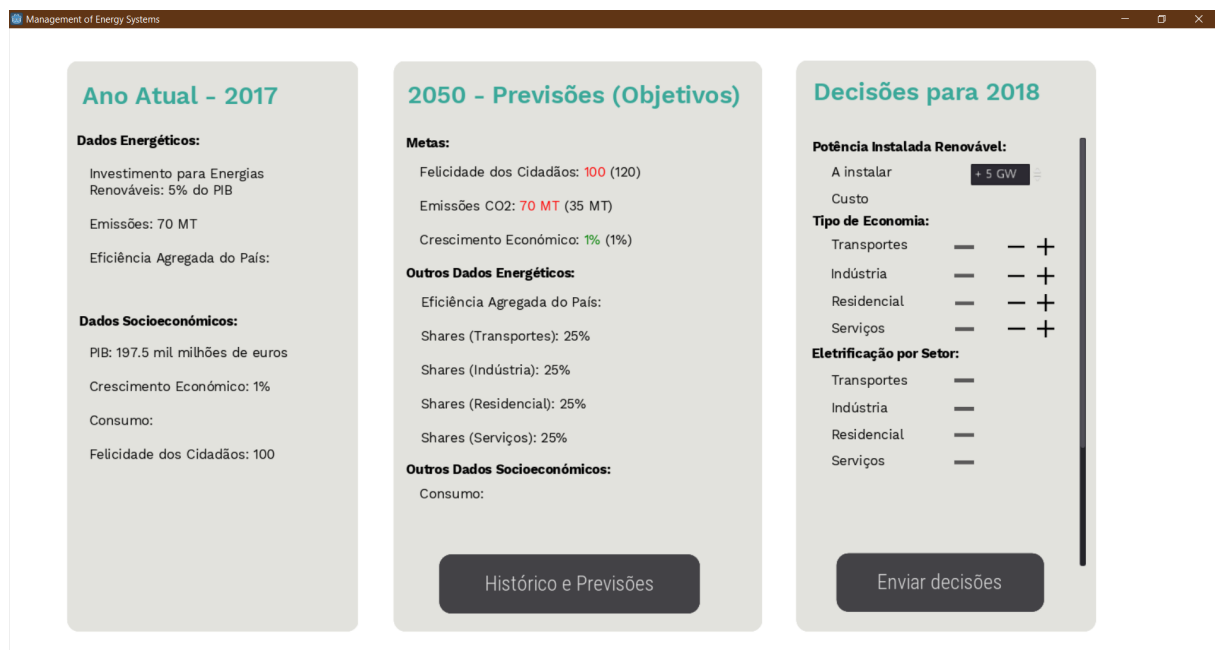 Management of Energy Systems
Ano Atual - 2017
Dados Energéticos:
Investimento para Energias
Renováveis: 5% do PIB
Emissões: 70 MT
Eficiência Agregada do País:
Dados Socioeconómicos:
PIB: 197.5 mil milhões de euros
Crescimento Económico: 1%
Consumo:
Felicidade dos Cidadãos: 100
2050 - Previsões (Objetivos)
Metas:
Felicidade dos Cidadãos: 100 (120)
Emissões CO2: 70 MT (35 MT)
Crescimento Económico: 1% (1%)
Outros Dados Energéticos:
Eficiência Agregada do País:
Shares (Transportes): 25%
Shares (Indústria): 25%
Shares (Residencial): 25%
Shares (Serviços): 25%
Outros Dados Socioeconómicos:
Consumo:
Histórico e Previsões
Decisões para 2018
Potência Instalada Renovável:
A instalar + 5 GW
Custo
Tipo de Economia:
Transportes
Indústria
Residencial
Serviços
Eletrificação por Setor:
Transportes
Indústria
Residencial
Serviços
Enviar decisões